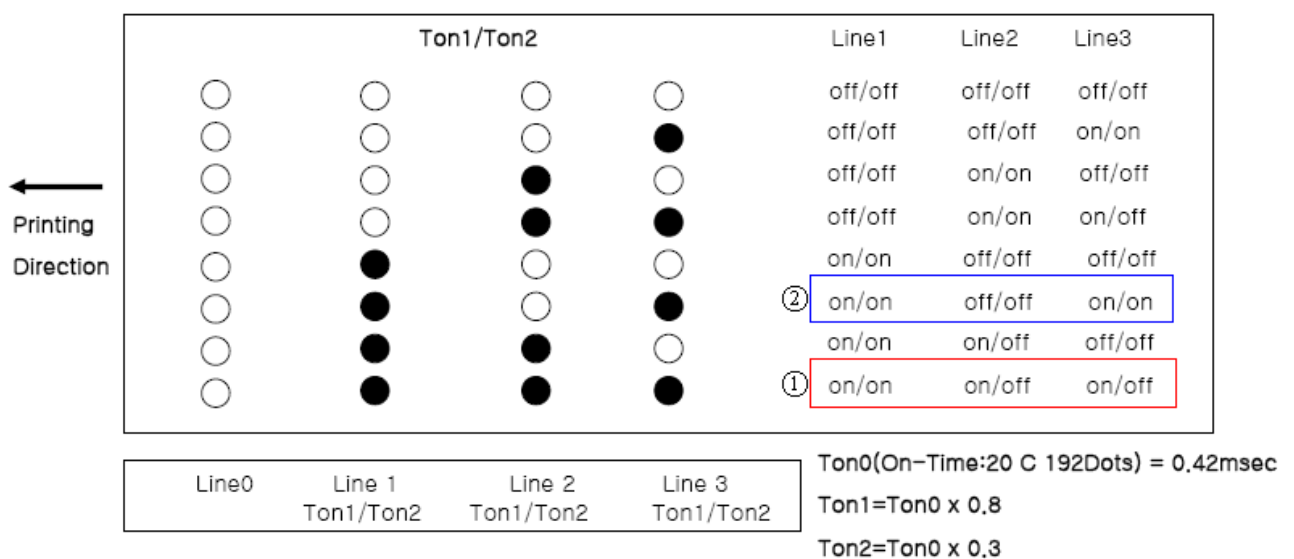 Ton1/Ton2 Line1 Line2 Line3
off/off off/off off/off
off/off off/off on/on
off/off on/on off/off
Printing
off/off on/on on/off
Direction
on/on off/off off/off
② on/on off/off on/on
on/on on/off off/off
① on/on on/off on/off
Line0 Line 1 Line 2 Line 3
Ton1/Ton2 Ton1/Ton2 Ton1/Ton2
Ton0(On-Time:20 C 192Dots) = 0.42msec
Ton1=Ton0 x 0.8
Ton2=Ton0 x 0.3